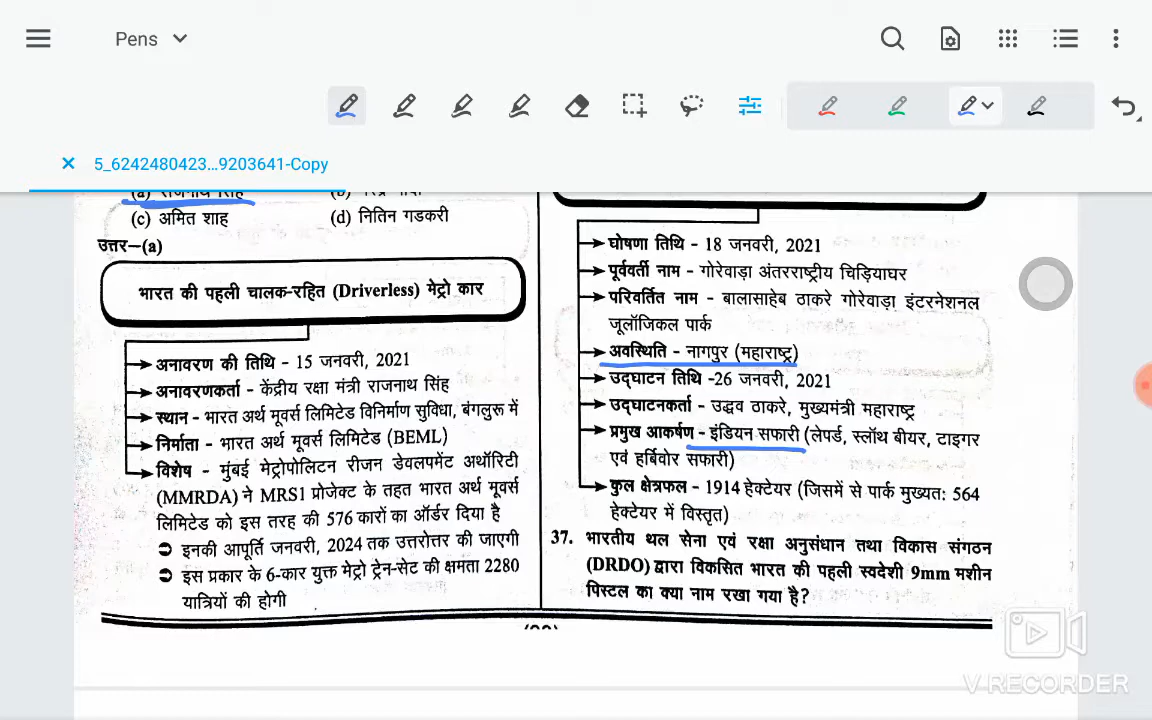 Pens
5_6242480423...9203641-Copy
(a) राजनाथ सिंह
(b)
(c) अमित शाह
(d) नितिन गडकरी
उत्तर–(a)
भारत की पहली चालक-रहित (Driverless) मेट्रो कार
अनावरण की तिथि - 15 जनवरी, 2021
अनावरणकर्ता - केंद्रीय रक्षा मंत्री राजनाथ सिंह
स्थान - भारत अर्थ मूवर्स लिमिटेड विनिर्माण सुविधा, बंगलुरू में
निर्माता - भारत अर्थ मूवर्स लिमिटेड (BEML)
विशेष - मुंबई मेट्रोपोलिटन रीजन डेवलपमेंट अथॉरिटी
(MMRDA) ने MRS1 प्रोजेक्ट के तहत भारत अर्थ मूवर्स
लिमिटेड को इस तरह की 576 कारों का ऑर्डर दिया है
इनकी आपूर्ति जनवरी, 2024 तक उत्तरोत्तर की जाएगी
इस प्रकार के 6-कार युक्त मेट्रो ट्रेन-सेट की क्षमता 2280
यात्रियों की होगी
घोषणा तिथि - 18 जनवरी, 2021
पूर्ववर्ती नाम - गोरेवाड़ा अंतरराष्ट्रीय चिड़ियाघर
परिवर्तित नाम - बालासाहेब ठाकरे गोरेवाड़ा इंटरनेशनल
जूलॉजिकल पार्क
अवस्थिति - नागपुर (महाराष्ट्र)
उद्घाटन तिथि -26 जनवरी, 2021
उद्घाटनकर्ता - उद्धव ठाकरे, मुख्यमंत्री महाराष्ट्र
प्रमुख आकर्षण - इंडियन सफारी (लेपर्ड, स्लॉथ बीयर, टाइगर
एवं हर्बिवोर सफारी)
कुल क्षेत्रफल - 1914 हेक्टेयर (जिसमें से पार्क मुख्यत: 564
हेक्टेयर में विस्तृत)
37. भारतीय थल सेना एवं रक्षा अनुसंधान तथा विकास संगठन
(DRDO) द्वारा विकसित भारत की पहली स्वदेशी 9mm मशीन
पिस्टल का क्या नाम रखा गया है?
V RECORDER